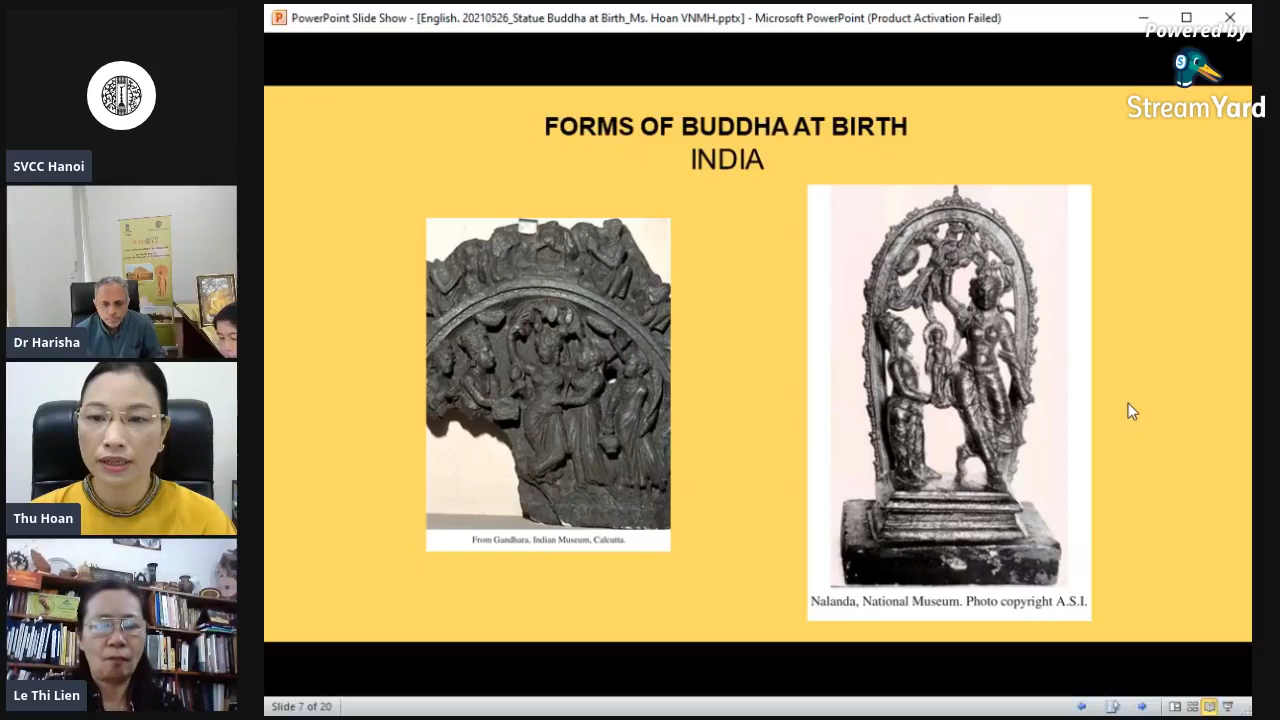 PowerPoint Slide Show - [English. 20210526_Statue Buddha at Birth_Ms. Hoan VNMH.pptx] - Microsoft PowerPoint (Product Activation Failed)
Powered by
StreamYard
FORMS OF BUDDHA AT BIRTH
INDIA
SVCC Hanoi
Dr Harisha
Thu Hoan
Le Thi Lien
From Gandhara, Indian Museum, Calcutta.
Nalanda, National Museum. Photo copyright A.S.I.
Slide 7 of 20